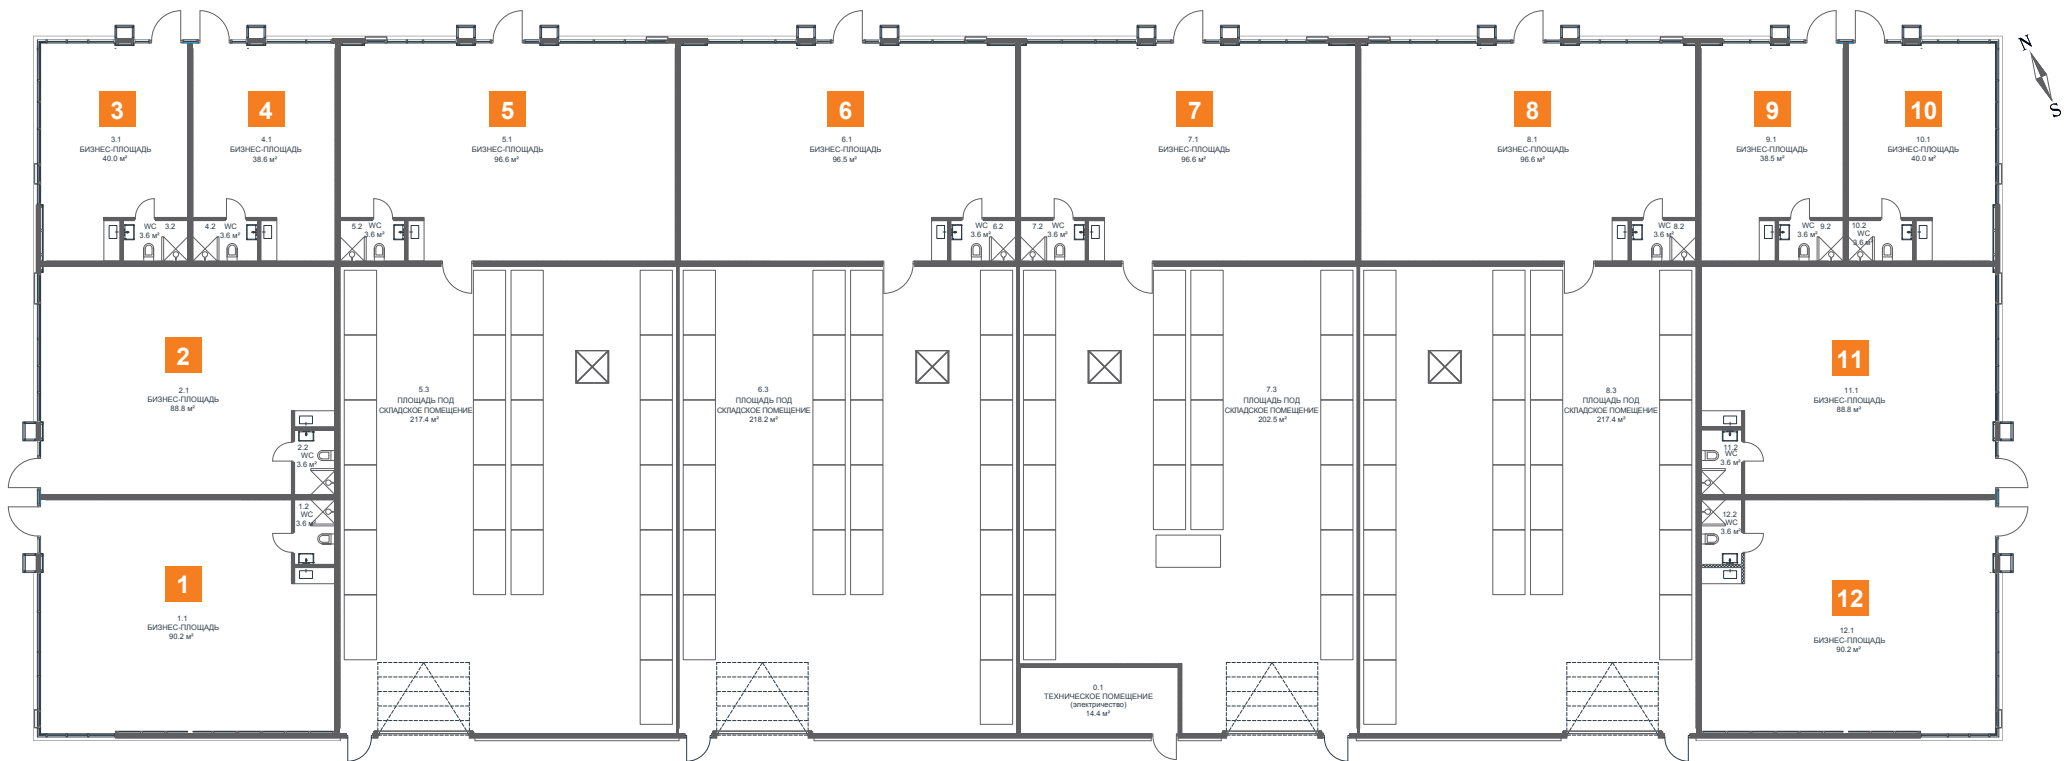 3
3.1
БИЗНЕС-ПЛОЩАДЬ
40.0 м²
4
4.1
БИЗНЕС-ПЛОЩАДЬ
38.6 м²
5
5.1
БИЗНЕС-ПЛОЩАДЬ
96.6 м²
6
6.1
БИЗНЕС-ПЛОЩАДЬ
96.5 м²
7
7.1
БИЗНЕС-ПЛОЩАДЬ
96.6 м²
8
8.1
БИЗНЕС-ПЛОЩАДЬ
96.6 м²
9
9.1
БИЗНЕС-ПЛОЩАДЬ
38.5 м²
10
10.1
БИЗНЕС-ПЛОЩАДЬ
40.0 м²
N
S
WC 3.2
3.6 м²
4.2 WC
3.6 м²
5.2 WC
3.6 м²
WC 6.2
3.6 м²
7.2 WC
3.6 м²
WC 8.2
3.6 м²
WC 9.2
3.6 м²
10.2
WC
3.6 м²
2
2.1
БИЗНЕС-ПЛОЩАДЬ
88.8 м²
2.2
WC
3.6 м²
5.3
ПЛОЩАДЬ ПОД
СКЛАДСКОЕ ПОМЕЩЕНИЕ
217.4 м²
6.3
ПЛОЩАДЬ ПОД
СКЛАДСКОЕ ПОМЕЩЕНИЕ
218.2 м²
7.3
ПЛОЩАДЬ ПОД
СКЛАДСКОЕ ПОМЕЩЕНИЕ
202.5 м²
8.3
ПЛОЩАДЬ ПОД
СКЛАДСКОЕ ПОМЕЩЕНИЕ
217.4 м²
11
11.1
БИЗНЕС-ПЛОЩАДЬ
88.8 м²
11.2
WC
3.6 м²
1.2
WC
3.6 м²
1
1.1
БИЗНЕС-ПЛОЩАДЬ
90.2 м²
12.2
WC
3.6 м²
12
12.1
БИЗНЕС-ПЛОЩАДЬ
90.2 м²
0.1
ТЕХНИЧЕСКОЕ ПОМЕЩЕНИЕ
(электричество)
14.4 м²